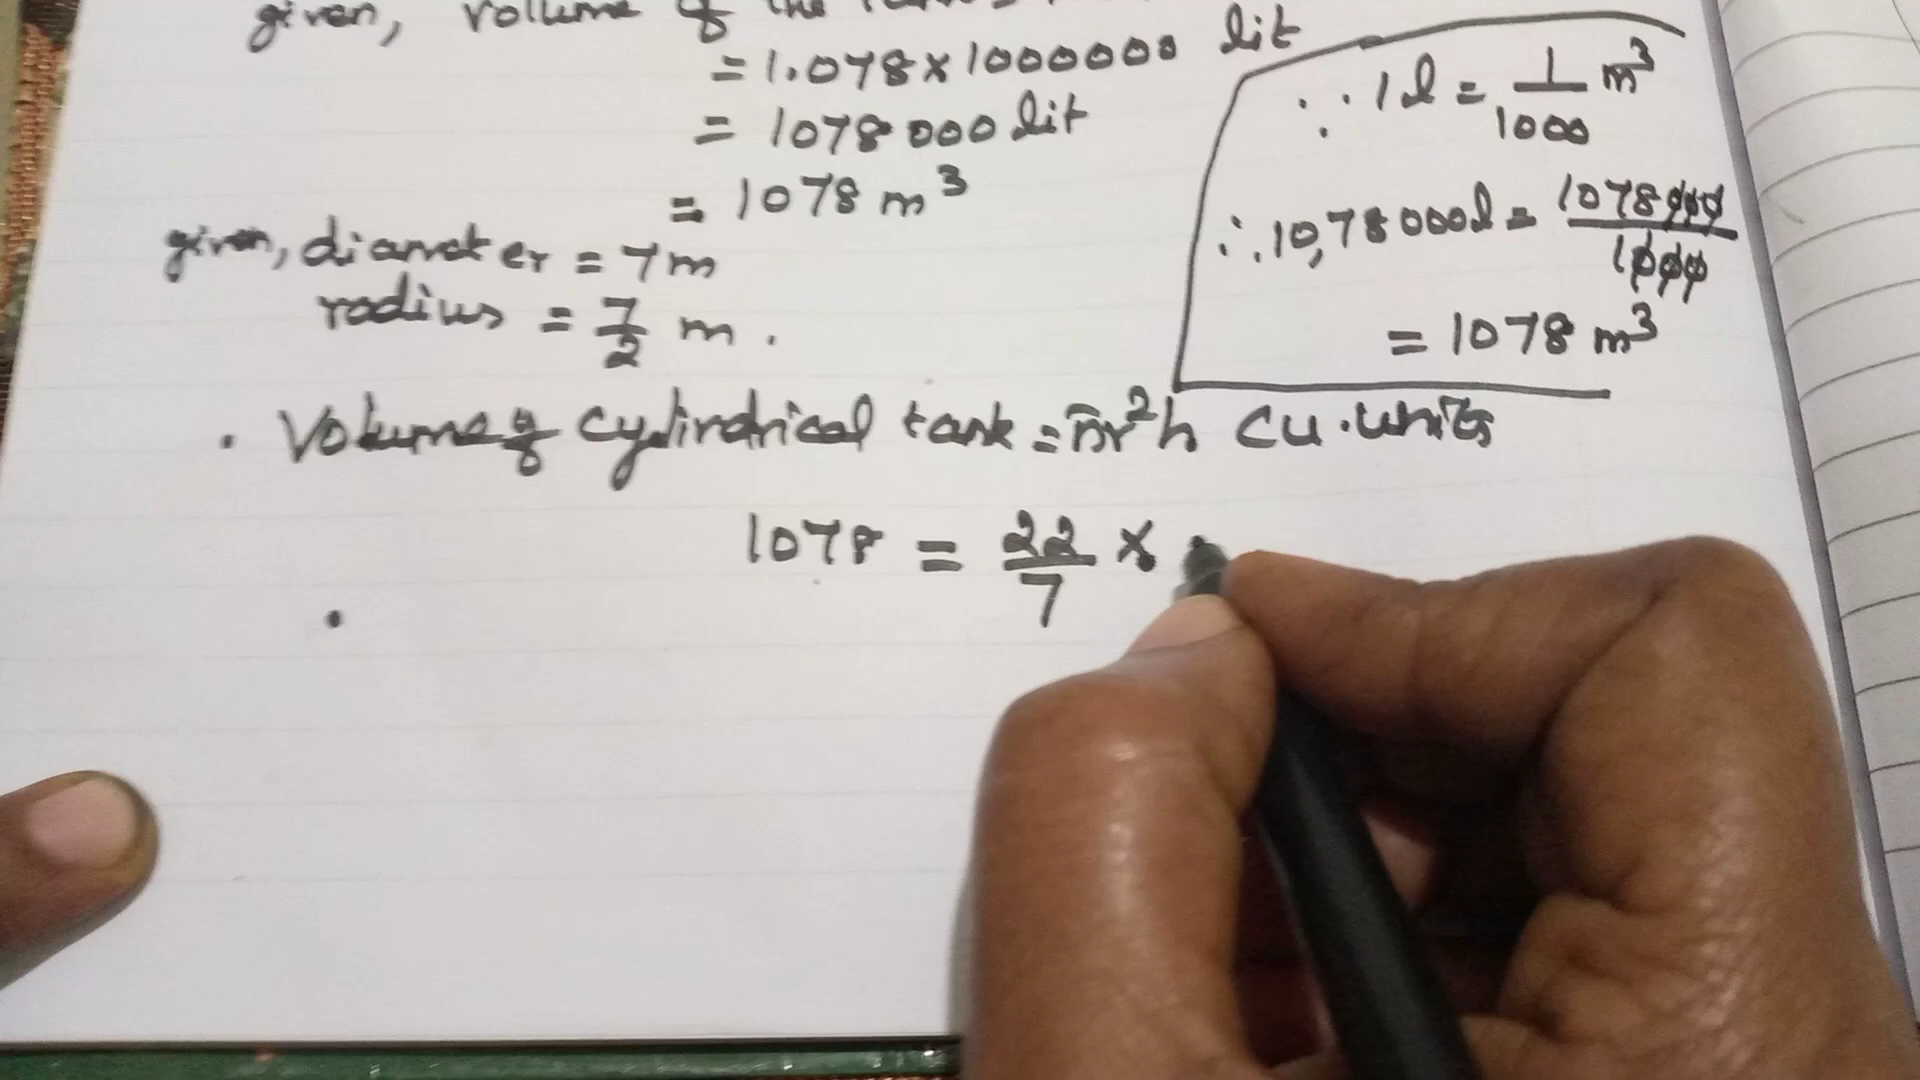 given, volume of the
= 1.078 × 1000000 lit
= 1078 000 lit
= 1078 m³
given, diameter = 7m
radius = 7/2 m.
∵ 1l = 1/1000 m³
∴ 10,78 000l = 1078000/1000
= 1078 m³
Volume of cylindrical tank = πr²h cu.units
1078 = 22/7 ×